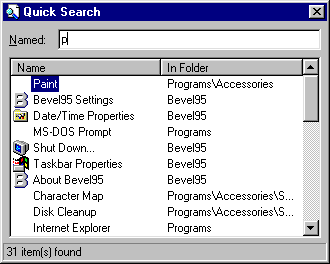 Quick Search
Named: p
Name In Folder
Paint Programs\Accessories
Bevel95 Settings Bevel95
Date/Time Properties Bevel95
MS-DOS Prompt Programs
Shut Down... Bevel95
Taskbar Properties Bevel95
About Bevel95 Bevel95
Character Map Programs\Accessories\S...
Disk Cleanup Programs\Accessories\S...
Internet Explorer Programs
31 item(s) found